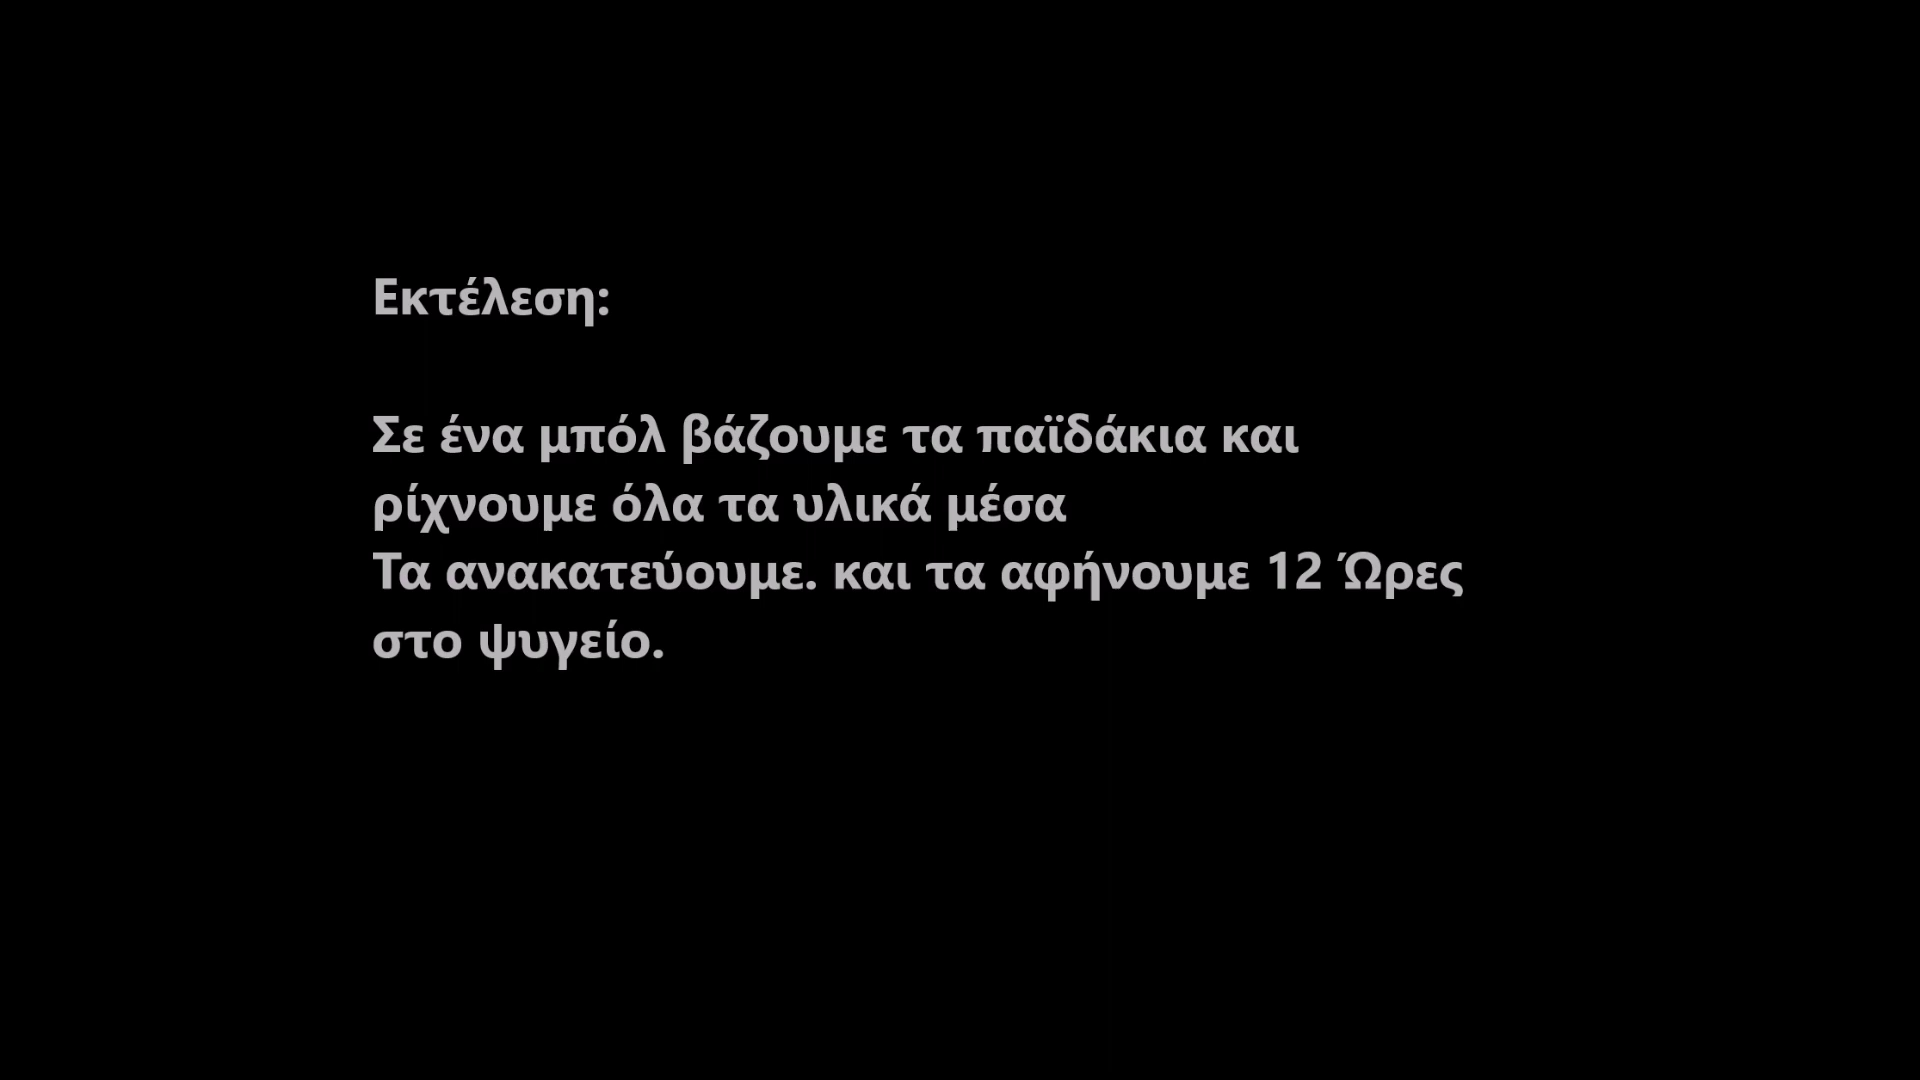 Εκτέλεση:
Σε ένα μπόλ βάζουμε τα παϊδάκια και
ρίχνουμε όλα τα υλικά μέσα
Τα ανακατεύουμε. και τα αφήνουμε 12 Ώρες
στο ψυγείο.